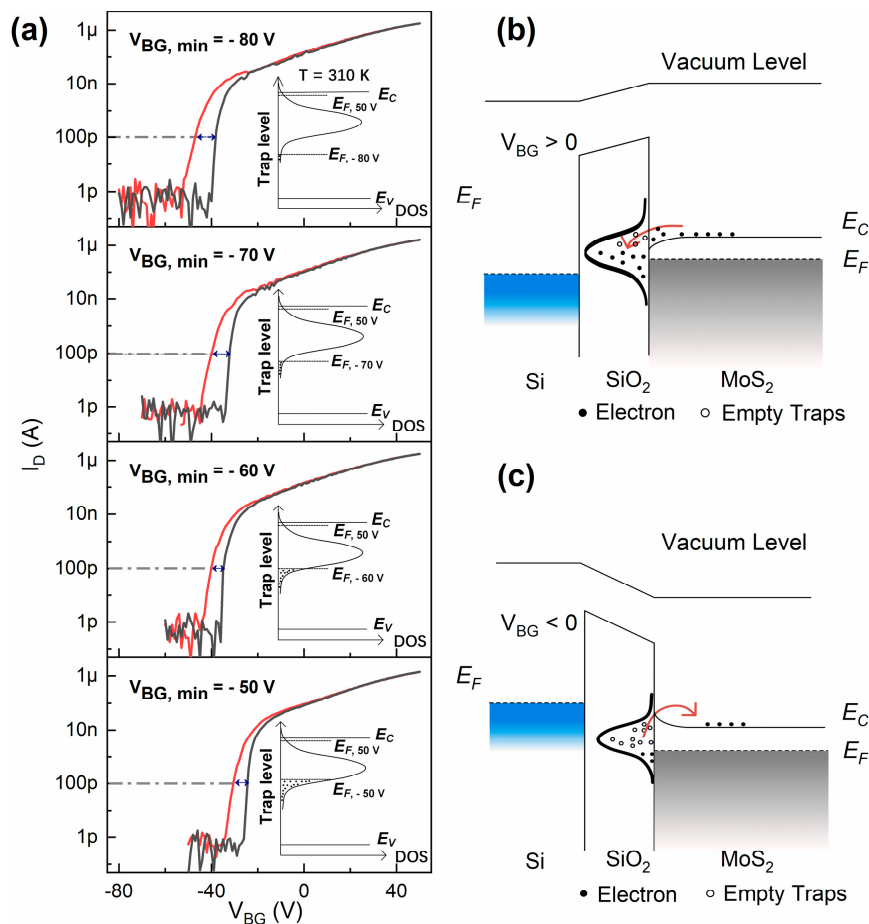 (a)
V_BG, min = - 80 V
1μ
10n
100p
1p
T = 310 K
E_C
E_F, 50 V
E_F, - 80 V
E_V
Trap level
DOS
V_BG, min = - 70 V
1μ
10n
100p
1p
E_C
E_F, 50 V
E_F, - 70 V
E_V
Trap level
DOS
V_BG, min = - 60 V
1μ
10n
100p
1p
E_C
E_F, 50 V
E_F, - 60 V
E_V
Trap level
DOS
V_BG, min = - 50 V
1μ
10n
100p
1p
E_C
E_F, 50 V
E_F, - 50 V
E_V
Trap level
DOS
I_D (A)
-80 -40 0 40
V_BG (V)
(b)
Vacuum Level
V_BG > 0
E_F
E_C
E_F
Si SiO₂ MoS₂
Electron Empty Traps
(c)
Vacuum Level
V_BG < 0
E_F
E_C
E_F
Si SiO₂ MoS₂
Electron Empty Traps